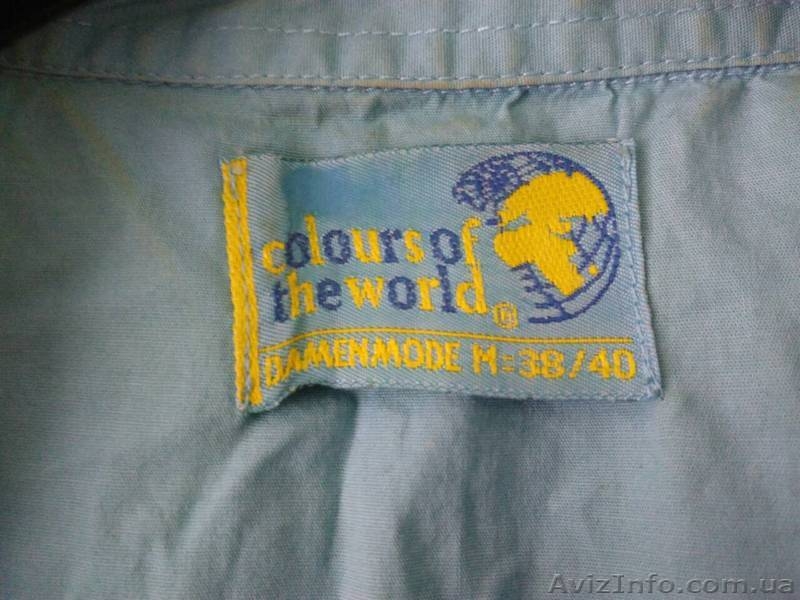 colours of
the world ®
DAMENMODE M=38/40
AvizInfo.com.ua